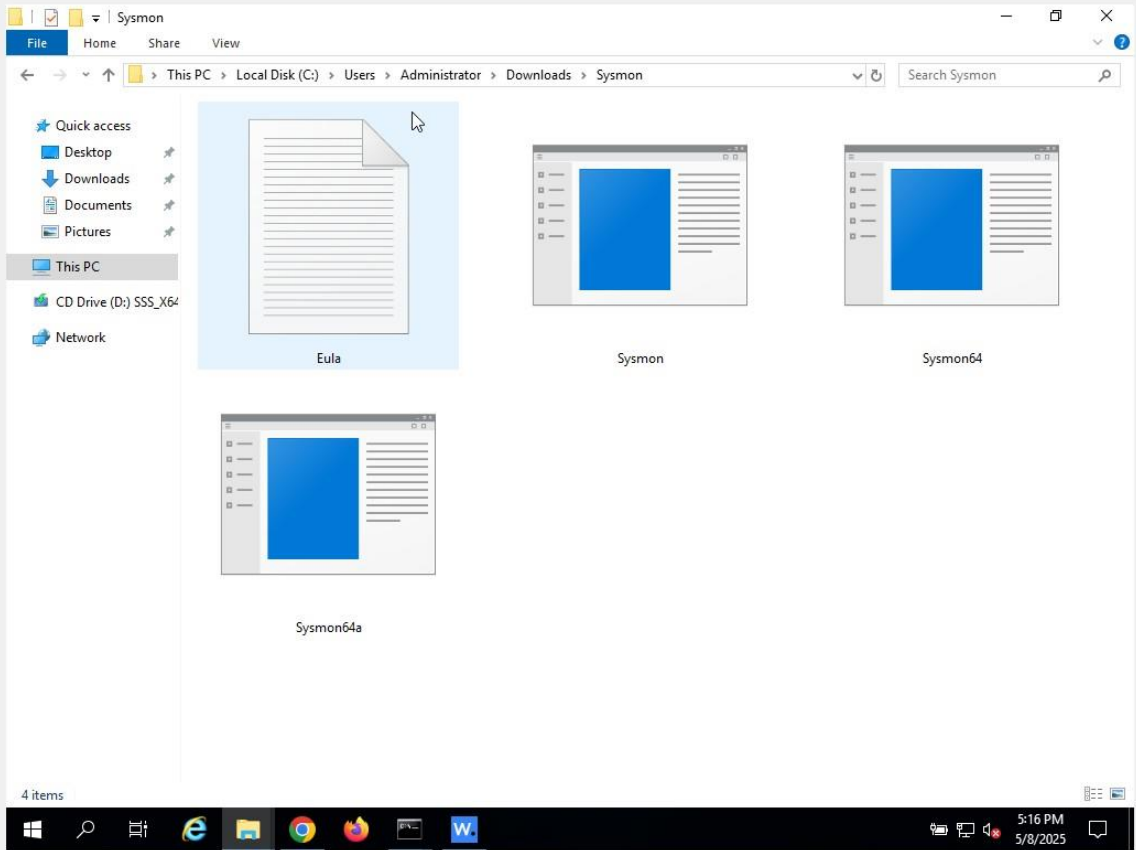 Sysmon
File Home Share View
This PC > Local Disk (C:) > Users > Administrator > Downloads > Sysmon
Search Sysmon
Quick access
Desktop
Downloads
Documents
Pictures
This PC
CD Drive (D:) SSS_X64
Network
Eula
Sysmon
Sysmon64
Sysmon64a
4 items
5:16 PM
5/8/2025